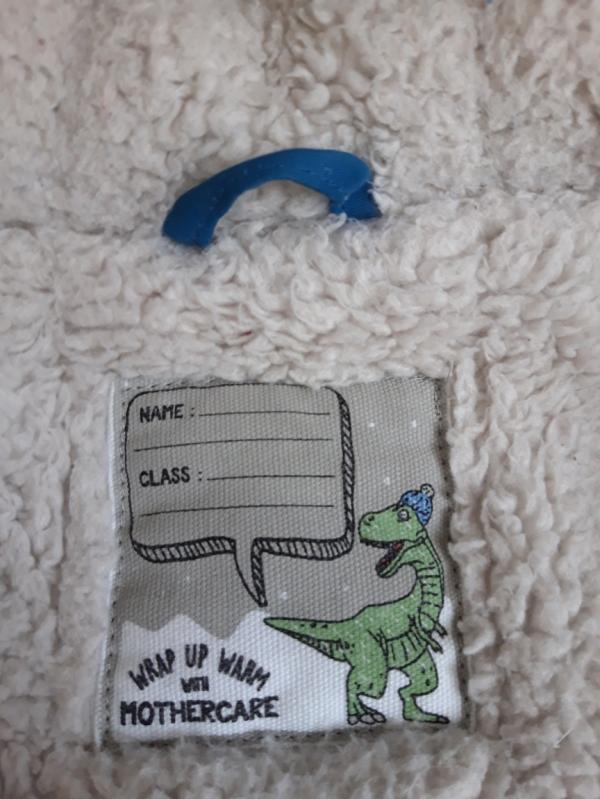 NAME :
CLASS :
WRAP UP WARM
WITH
MOTHERCARE